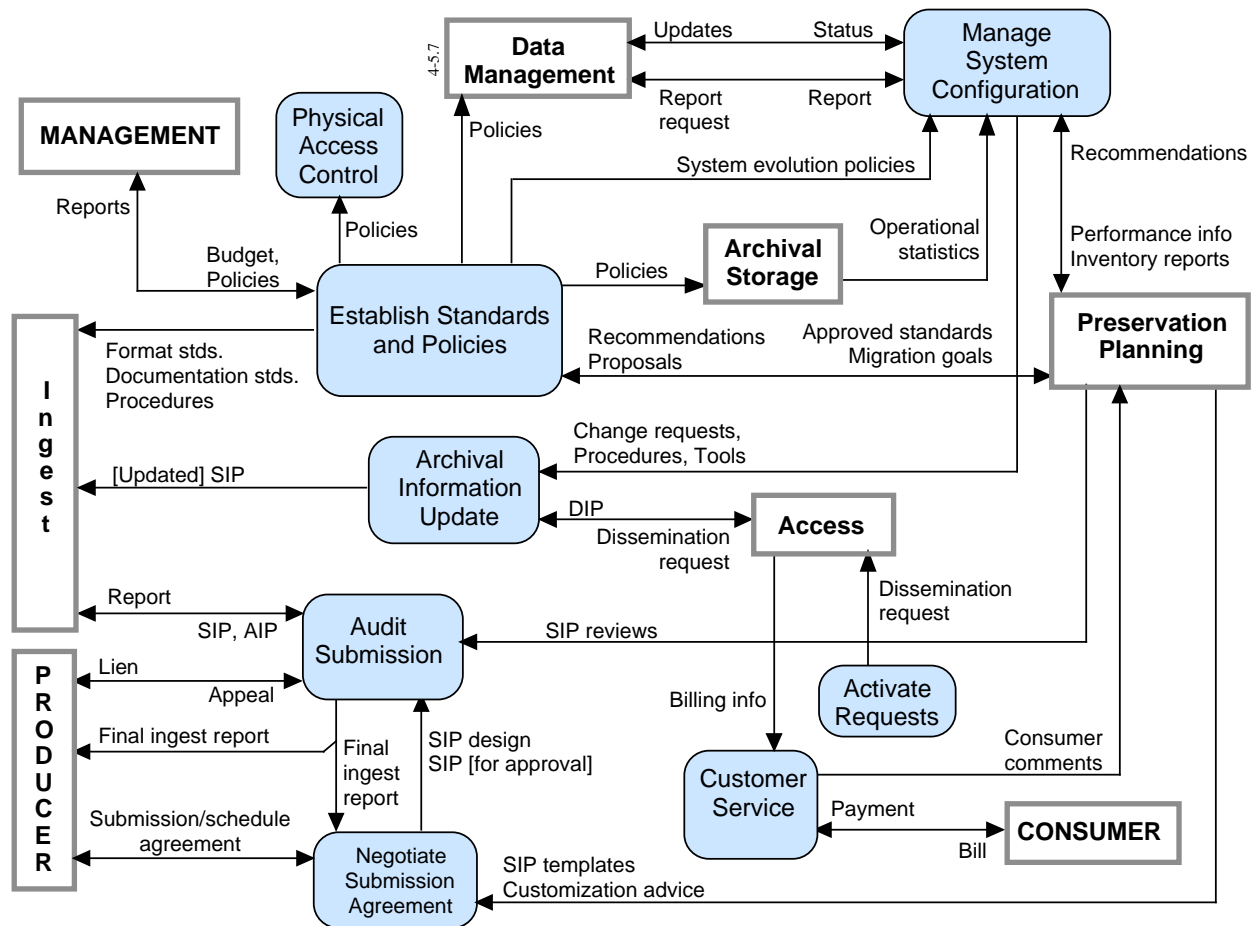 4-5.7
Data
Management
Updates
Status
Manage
System
Configuration
Report
request
Report
MANAGEMENT
Physical
Access
Control
Policies
System evolution policies
Recommendations
Reports
Policies
Budget,
Policies
Operational
statistics
Performance info
Inventory reports
Policies
Archival
Storage
Establish Standards
and Policies
Recommendations
Proposals
Approved standards
Migration goals
Preservation
Planning
Format stds.
Documentation stds.
Procedures
Ingest
Change requests,
Procedures, Tools
[Updated] SIP
Archival
Information
Update
DIP
Dissemination
request
Access
Dissemination
request
Report
SIP, AIP
Audit
Submission
SIP reviews
PRODUCER
Lien
Appeal
Billing info
Activate
Requests
Final ingest report
Final
ingest
report
SIP design
SIP [for approval]
Customer
Service
Consumer
comments
Payment
Bill
CONSUMER
Submission/schedule
agreement
Negotiate
Submission
Agreement
SIP templates
Customization advice